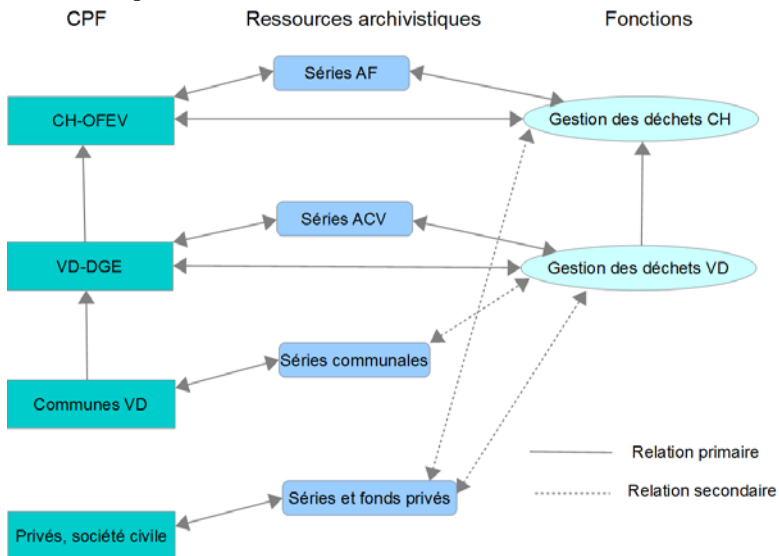 CPF
Ressources archivistiques
Fonctions
Séries AF
CH-OFEV
Gestion des déchets CH
Séries ACV
VD-DGE
Gestion des déchets VD
Séries communales
Communes VD
Relation primaire
Relation secondaire
Séries et fonds privés
Privés, société civile